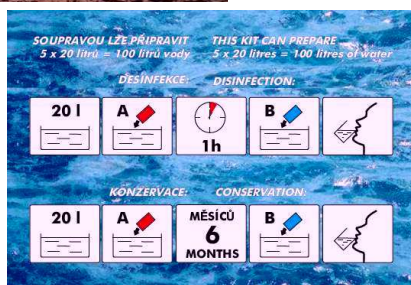 SOUPRAVOU LZE PŘIPRAVIT
5 x 20 litrů = 100 litrů vody
THIS KIT CAN PREPARE
5 x 20 litres = 100 litres of water
DESINFEKCE: DISINFECTION:
20 l A 1h B
KONZERVACE: CONSERVATION:
20 l A MĚSÍCŮ 6 MONTHS B